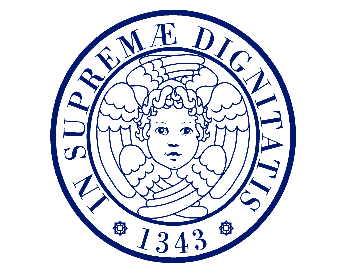 IN SUPREMÆ DIGNITATIS
1343